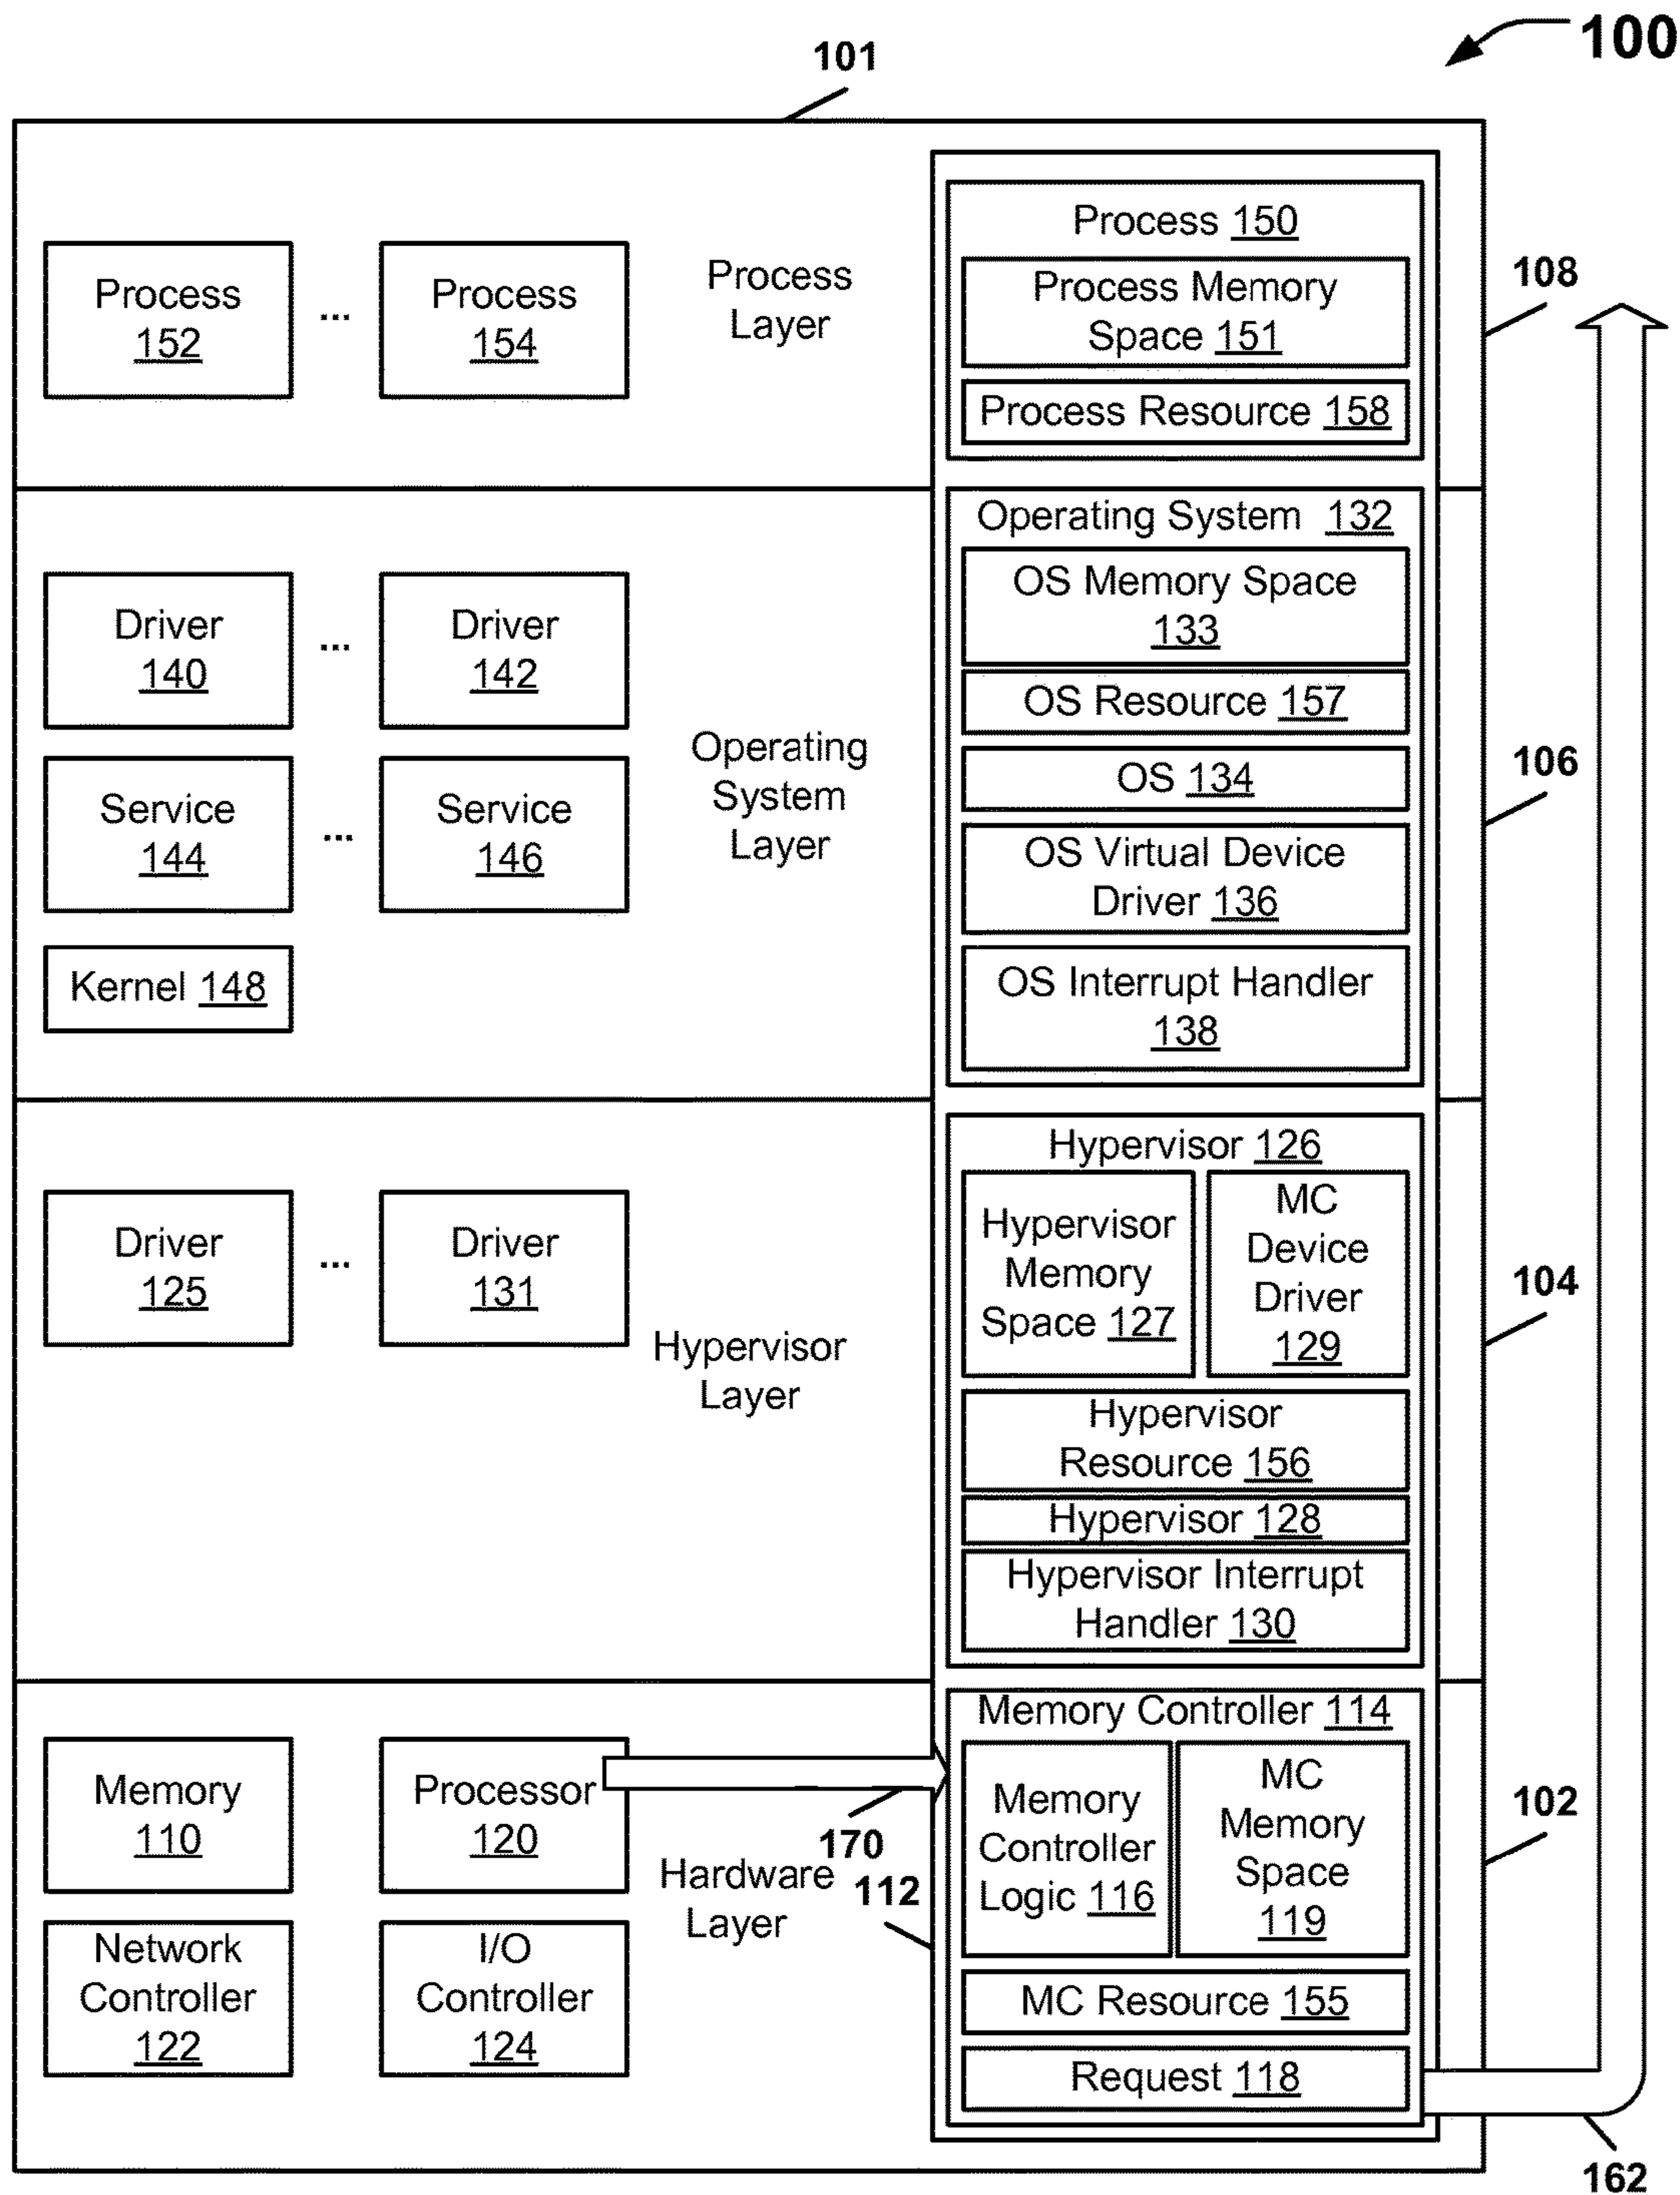 100
101
Process 150
Process Memory
Space 151
Process Resource 158
Process
152
...
Process
154
Process
Layer
108
Operating System 132
OS Memory Space
133
OS Resource 157
OS 134
OS Virtual Device
Driver 136
OS Interrupt Handler
138
Driver
140
...
Driver
142
Service
144
...
Service
146
Kernel 148
Operating
System
Layer
106
Hypervisor 126
Hypervisor
Memory
Space 127
MC
Device
Driver
129
Hypervisor
Resource 156
Hypervisor 128
Hypervisor Interrupt
Handler 130
Driver
125
...
Driver
131
Hypervisor
Layer
104
Memory Controller 114
Memory
Controller
Logic 116
MC
Memory
Space
119
MC Resource 155
Request 118
Memory
110
Processor
120
170
Network
Controller
122
I/O
Controller
124
Hardware
Layer
112
102
162